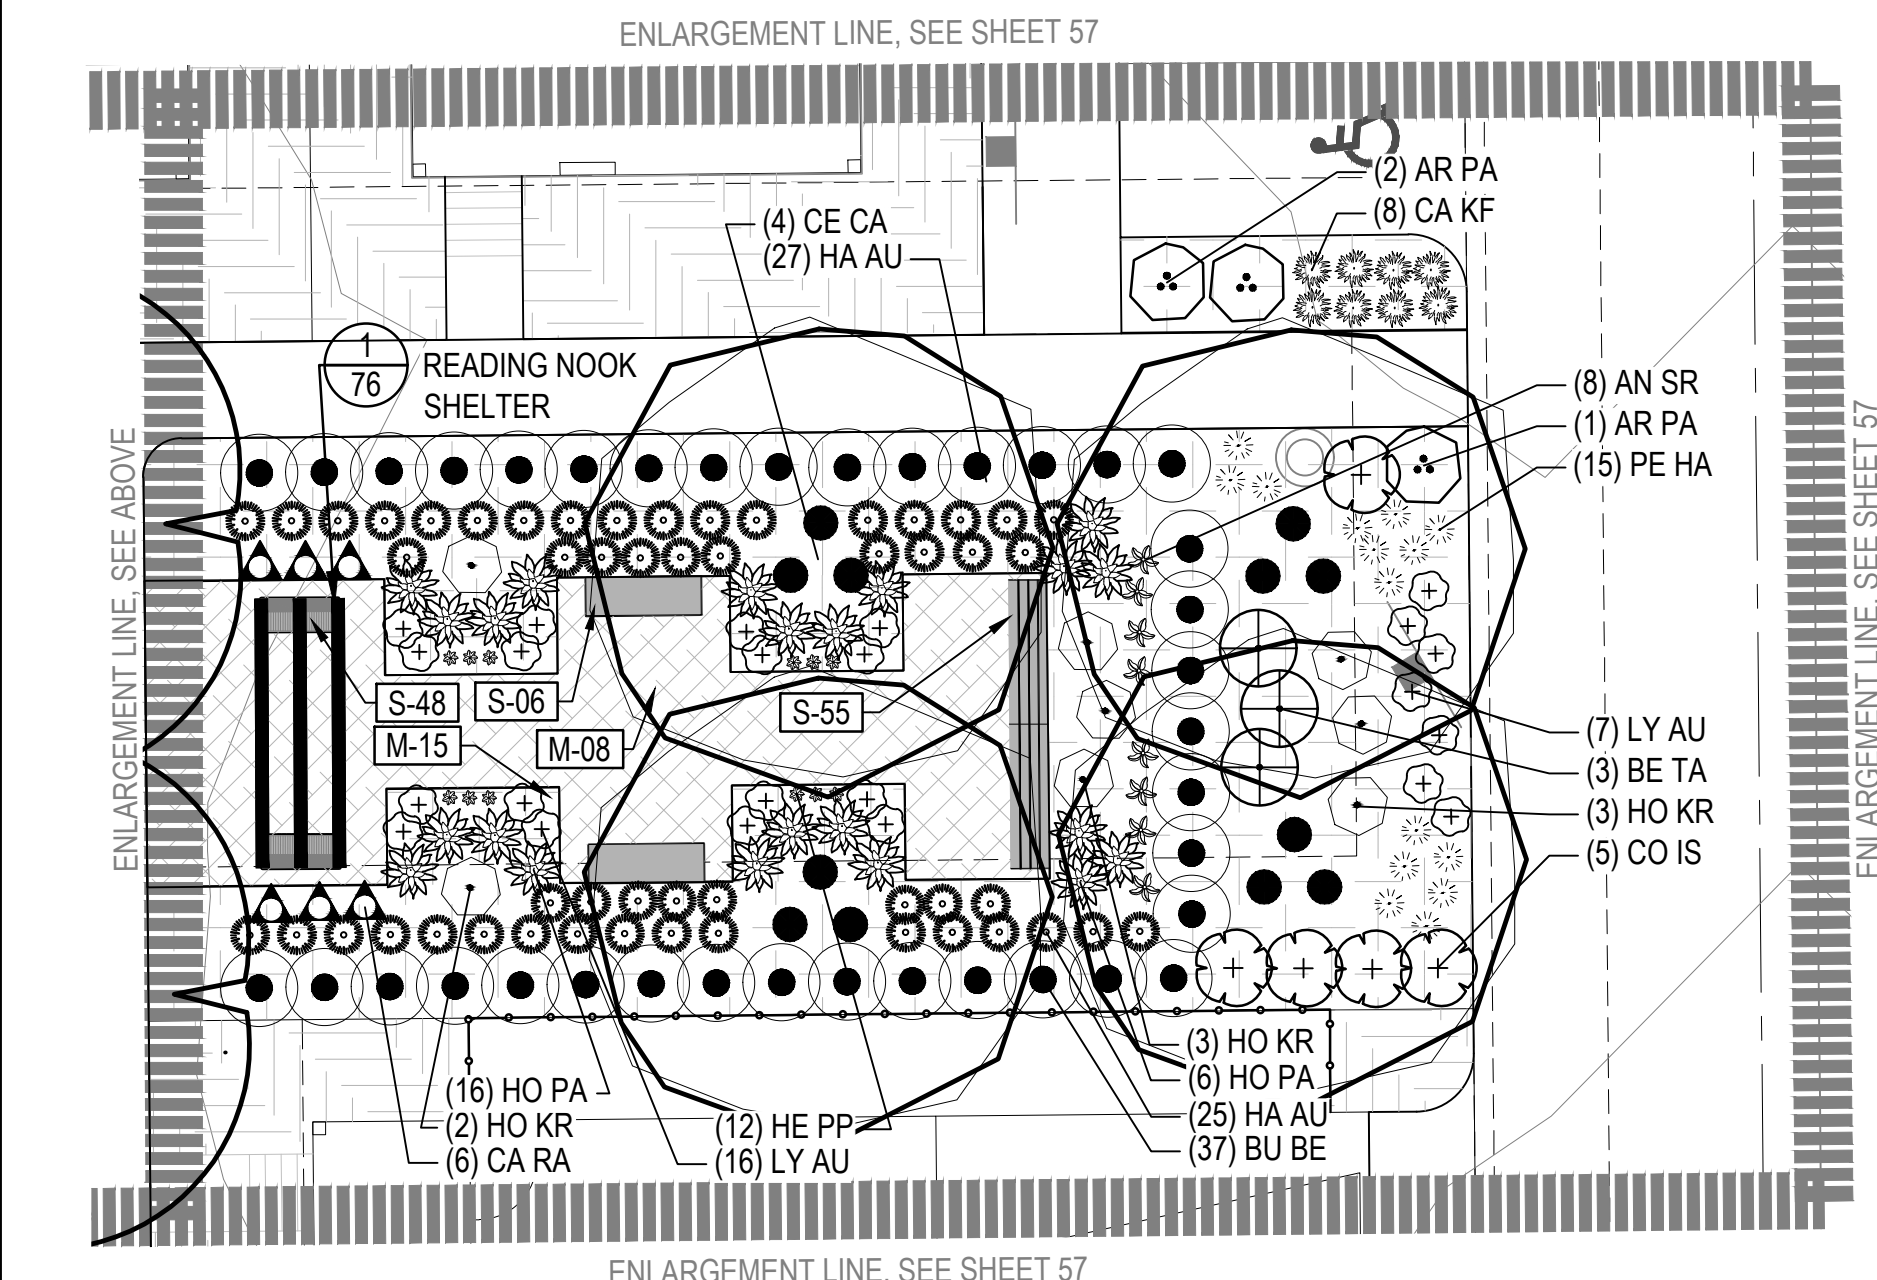 ENLARGEMENT LINE, SEE SHEET 57
(2) AR PA
(8) CA KF
(4) CE CA
(27) HA AU
1
76
READING NOOK
SHELTER
(8) AN SR
(1) AR PA
(15) PE HA
ENLARGEMENT LINE, SEE ABOVE
ENLARGEMENT LINE, SEE SHEET 57
S-48
S-06
S-55
M-15
M-08
(7) LY AU
(3) BE TA
(3) HO KR
(5) CO IS
(16) HO PA
(2) HO KR
(6) CA RA
(12) HE PP
(16) LY AU
(3) HO KR
(6) HO PA
(25) HA AU
(37) BU BE
ENLARGEMENT LINE, SEE SHEET 57